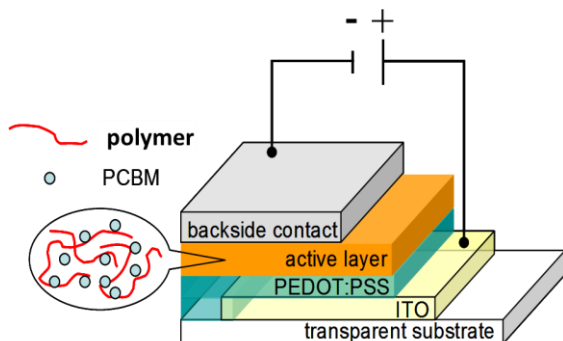 - +
polymer
PCBM
backside contact
active layer
PEDOT:PSS
ITO
transparent substrate